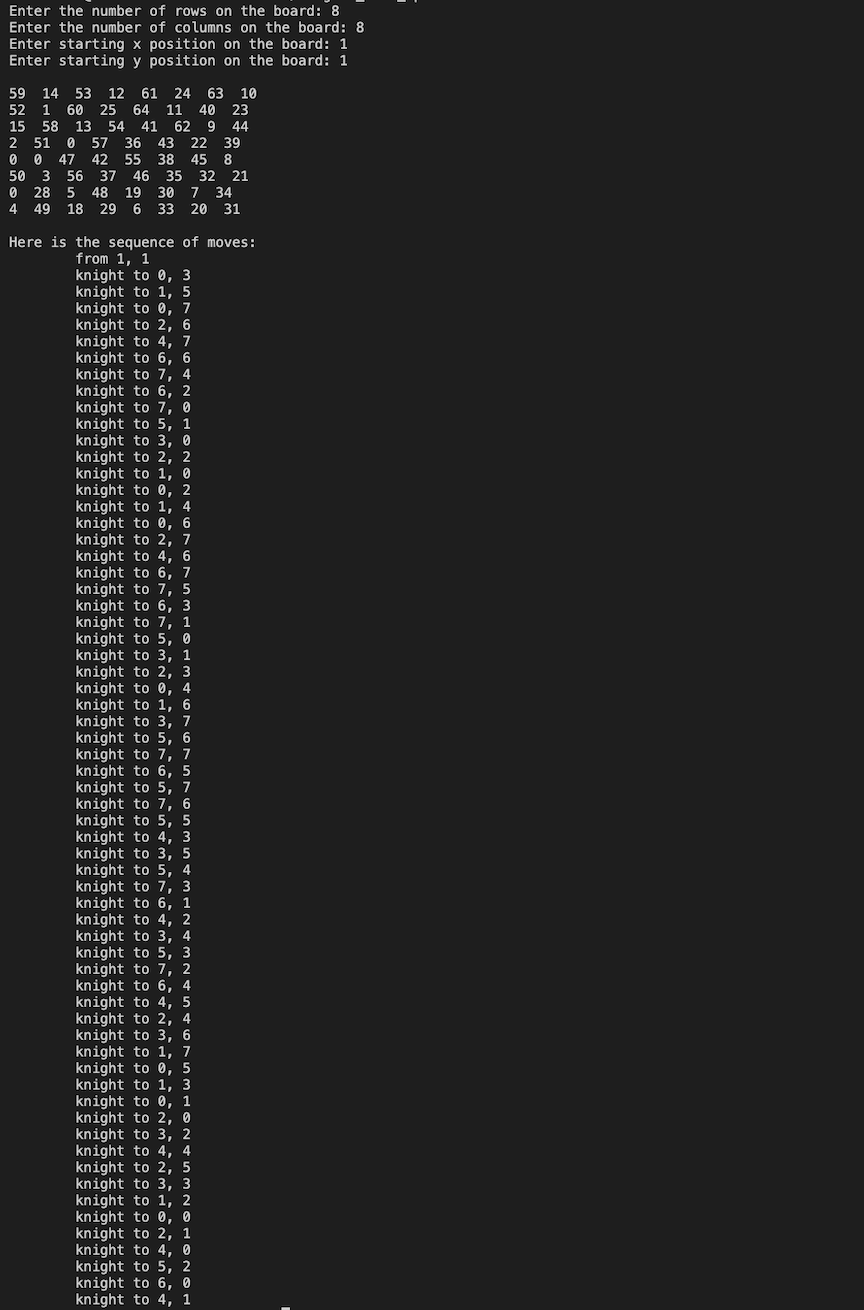 Enter the number of rows on the board: 8
Enter the number of columns on the board: 8
Enter starting x position on the board: 1
Enter starting y position on the board: 1
59 14 53 12 61 24 63 10
52 1 60 25 64 11 40 23
15 58 13 54 41 62 9 44
2 51 0 57 36 43 22 39
0 0 47 42 55 38 45 8
50 3 56 37 46 35 32 21
0 28 5 48 19 30 7 34
4 49 18 29 6 33 20 31
Here is the sequence of moves:
from 1, 1
knight to 0, 3
knight to 1, 5
knight to 0, 7
knight to 2, 6
knight to 4, 7
knight to 6, 6
knight to 7, 4
knight to 6, 2
knight to 7, 0
knight to 5, 1
knight to 3, 0
knight to 2, 2
knight to 1, 0
knight to 0, 2
knight to 1, 4
knight to 0, 6
knight to 2, 7
knight to 4, 6
knight to 6, 7
knight to 7, 5
knight to 6, 3
knight to 7, 1
knight to 5, 0
knight to 3, 1
knight to 2, 3
knight to 0, 4
knight to 1, 6
knight to 3, 7
knight to 5, 6
knight to 7, 7
knight to 6, 5
knight to 5, 7
knight to 7, 6
knight to 5, 5
knight to 4, 3
knight to 3, 5
knight to 5, 4
knight to 7, 3
knight to 6, 1
knight to 4, 2
knight to 3, 4
knight to 5, 3
knight to 7, 2
knight to 6, 4
knight to 4, 5
knight to 2, 4
knight to 3, 6
knight to 1, 7
knight to 0, 5
knight to 1, 3
knight to 0, 1
knight to 2, 0
knight to 3, 2
knight to 4, 4
knight to 2, 5
knight to 3, 3
knight to 1, 2
knight to 0, 0
knight to 2, 1
knight to 4, 0
knight to 5, 2
knight to 6, 0
knight to 4, 1